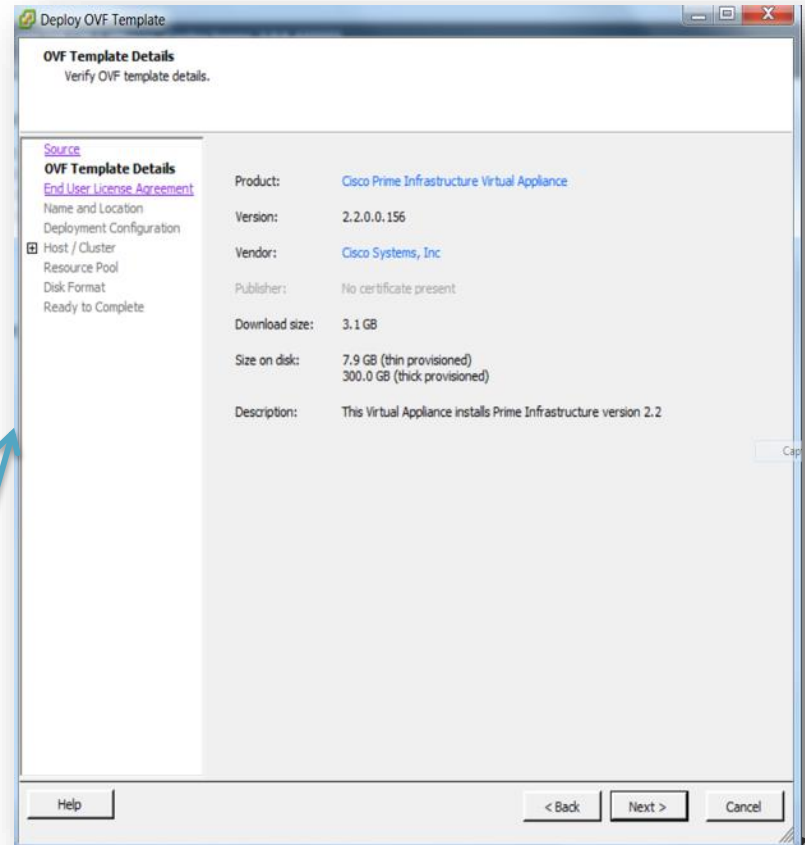 Deploy OVF Template
OVF Template Details
Verify OVF template details.
Source
OVF Template Details
End User License Agreement
Name and Location
Deployment Configuration
Host / Cluster
Resource Pool
Disk Format
Ready to Complete
Product: Cisco Prime Infrastructure Virtual Appliance
Version: 2.2.0.0.156
Vendor: Cisco Systems, Inc
Publisher: No certificate present
Download size: 3.1 GB
Size on disk: 7.9 GB (thin provisioned)
300.0 GB (thick provisioned)
Description: This Virtual Appliance installs Prime Infrastructure version 2.2
Help
< Back
Next >
Cancel